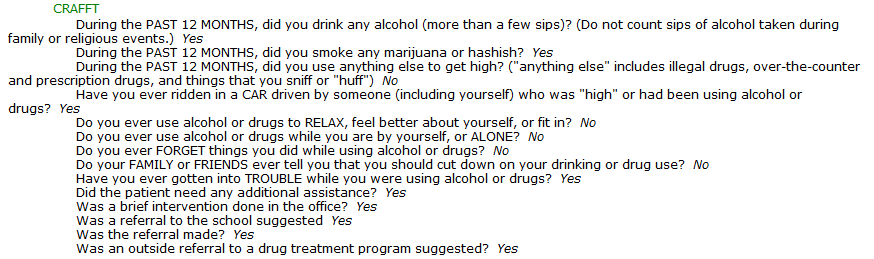 CRAFFT
During the PAST 12 MONTHS, did you drink any alcohol (more than a few sips)? (Do not count sips of alcohol taken during
family or religious events.) Yes
During the PAST 12 MONTHS, did you smoke any marijuana or hashish? Yes
During the PAST 12 MONTHS, did you use anything else to get high? ("anything else" includes illegal drugs, over-the-counter
and prescription drugs, and things that you sniff or "huff") No
Have you ever ridden in a CAR driven by someone (including yourself) who was "high" or had been using alcohol or
drugs? Yes
Do you ever use alcohol or drugs to RELAX, feel better about yourself, or fit in? No
Do you ever use alcohol or drugs while you are by yourself, or ALONE? No
Do you ever FORGET things you did while using alcohol or drugs? No
Do your FAMILY or FRIENDS ever tell you that you should cut down on your drinking or drug use? No
Have you ever gotten into TROUBLE while you were using alcohol or drugs? Yes
Did the patient need any additional assistance? Yes
Was a brief intervention done in the office? Yes
Was a referral to the school suggested Yes
Was the referral made? Yes
Was an outside referral to a drug treatment program suggested? Yes